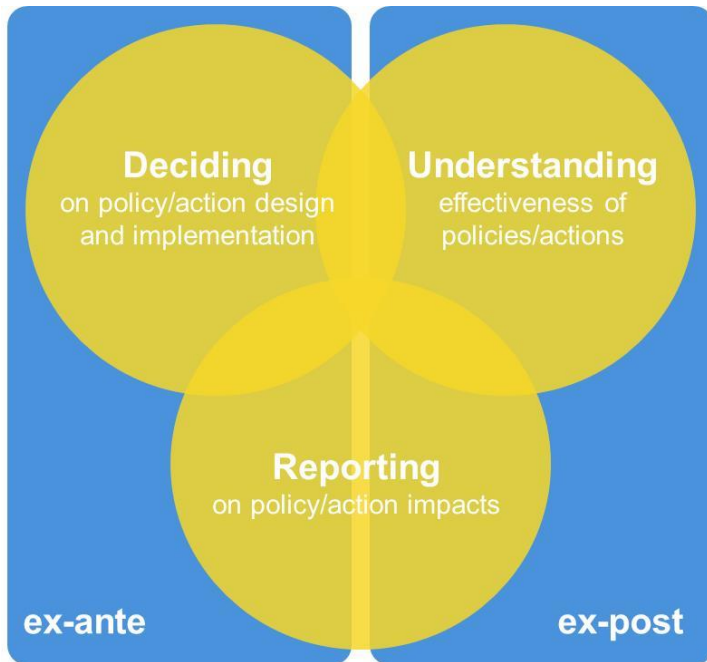 Deciding
on policy/action design
and implementation
Understanding
effectiveness of
policies/actions
Reporting
on policy/action impacts
ex-ante
ex-post